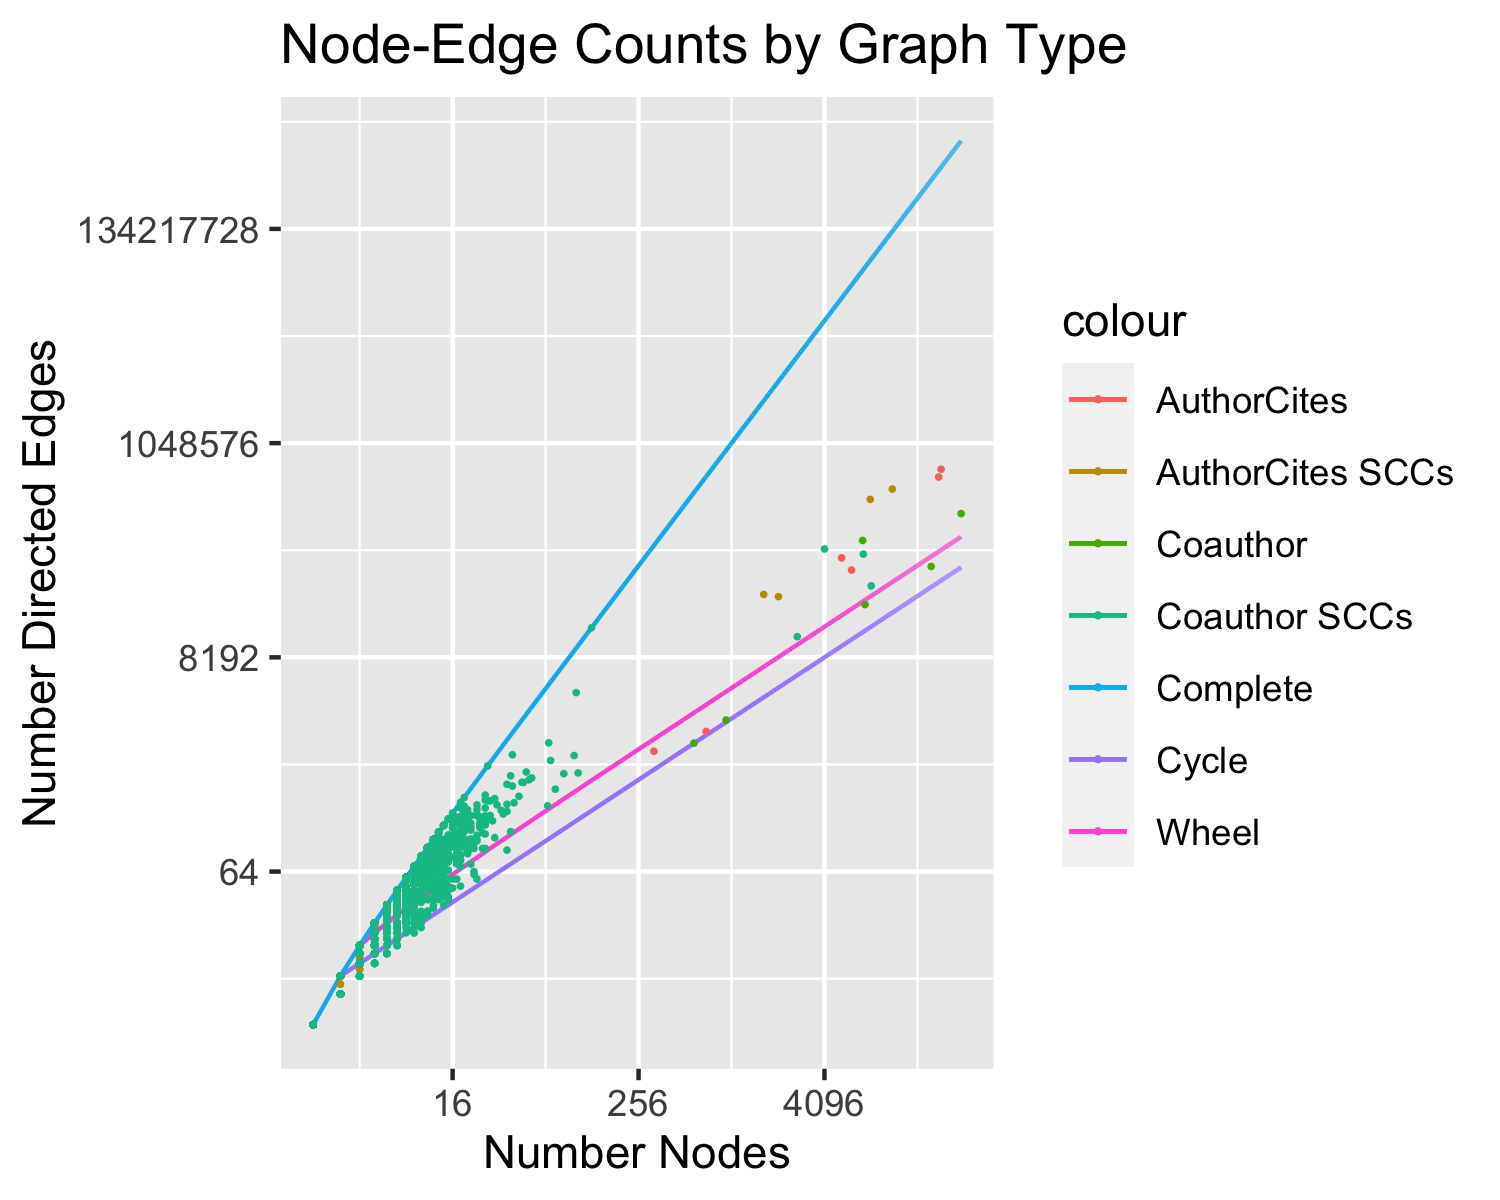 Node-Edge Counts by Graph Type
Number Directed Edges
134217728
1048576
8192
64
16
256
4096
Number Nodes
colour
AuthorCites
AuthorCites SCCs
Coauthor
Coauthor SCCs
Complete
Cycle
Wheel